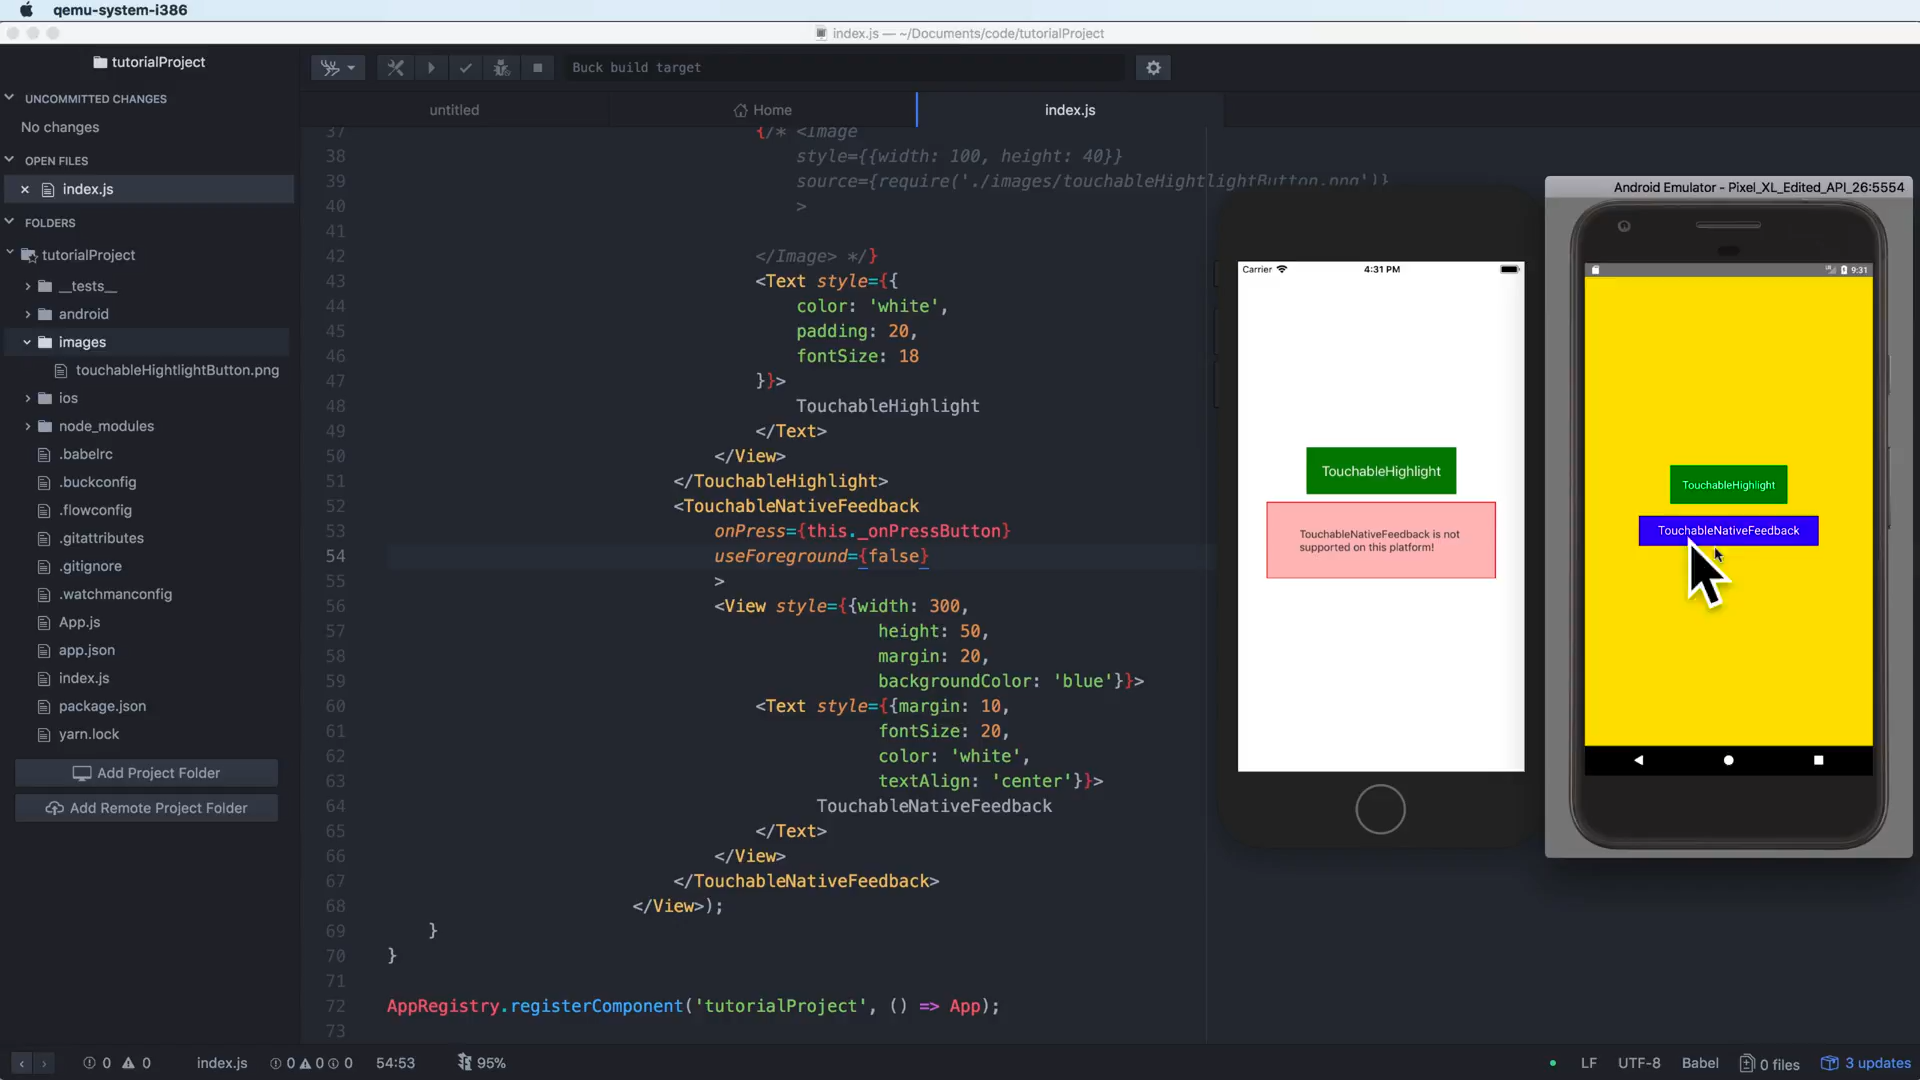 qemu-system-i386
index.js — ~/Documents/code/tutorialProject
tutorialProject
Buck build target
UNCOMMITTED CHANGES
No changes
OPEN FILES
index.js
FOLDERS
tutorialProject
__tests__
android
images
touchableHightlightButton.png
ios
node_modules
.babelrc
.buckconfig
.flowconfig
.gitattributes
.gitignore
.watchmanconfig
App.js
app.json
index.js
package.json
yarn.lock
Add Project Folder
Add Remote Project Folder
untitled
Home
index.js
37 {/* <Image
38 style={{width: 100, height: 40}}
39 source={require('./images/touchableHightlightButton.png')}
40 >
41
42 </Image> */}
43 <Text style={{
44 color: 'white',
45 padding: 20,
46 fontSize: 18
47 }}>
48 TouchableHighlight
49 </Text>
50 </View>
51 </TouchableHighlight>
52 <TouchableNativeFeedback
53 onPress={this._onPressButton}
54 useForeground={false}
55 >
56 <View style={{width: 300,
57 height: 50,
58 margin: 20,
59 backgroundColor: 'blue'}}>
60 <Text style={{margin: 10,
61 fontSize: 20,
62 color: 'white',
63 textAlign: 'center'}}>
64 TouchableNativeFeedback
65 </Text>
66 </View>
67 </TouchableNativeFeedback>
68 </View>);
69 }
70 }
71
72 AppRegistry.registerComponent('tutorialProject', () => App);
73
Carrier 4:31 PM
TouchableHighlight
TouchableNativeFeedback is not
supported on this platform!
Android Emulator - Pixel_XL_Edited_API_26:5554
9:31
TouchableHighlight
TouchableNativeFeedback
0 0 index.js 0 0 0 54:53 95%
LF UTF-8 Babel 0 files 3 updates